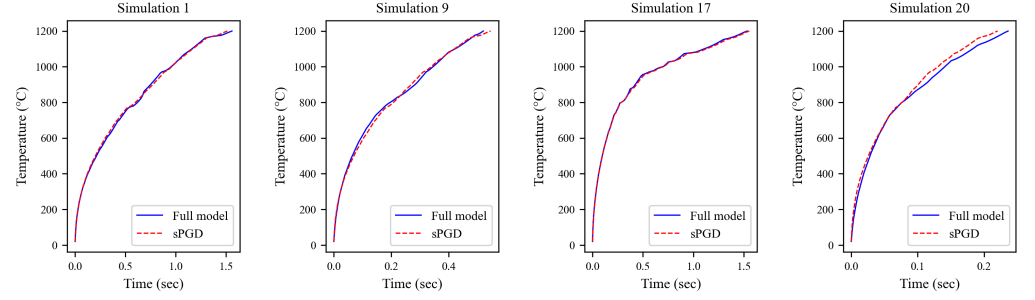 Simulation 1
Temperature (°C)
1200
1000
800
600
400
200
0
Full model
sPGD
0.0 0.5 1.0 1.5
Time (sec)
Simulation 9
Temperature (°C)
1200
1000
800
600
400
200
0
Full model
sPGD
0.0 0.2 0.4
Time (sec)
Simulation 17
Temperature (°C)
1200
1000
800
600
400
200
0
Full model
sPGD
0.0 0.5 1.0 1.5
Time (sec)
Simulation 20
Temperature (°C)
1200
1000
800
600
400
200
0
Full model
sPGD
0.0 0.1 0.2
Time (sec)